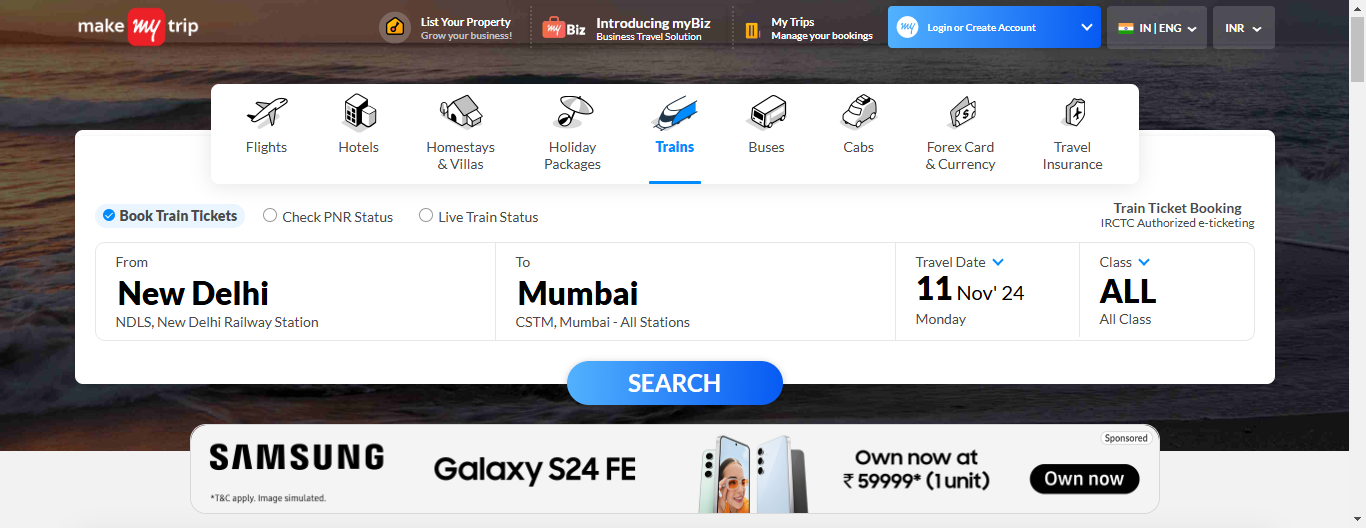 make my trip
List Your Property
Grow your business!
my Biz
Introducing myBiz
Business Travel Solution
My Trips
Manage your bookings
my
Login or Create Account
IN | ENG
INR
Flights
Hotels
Homestays
& Villas
Holiday
Packages
Trains
Buses
Cabs
Forex Card
& Currency
Travel
Insurance
Book Train Tickets
Check PNR Status
Live Train Status
Train Ticket Booking
IRCTC Authorized e-ticketing
From
New Delhi
NDLS, New Delhi Railway Station
To
Mumbai
CSTM, Mumbai - All Stations
Travel Date
11 Nov' 24
Monday
Class
ALL
All Class
SEARCH
Sponsored
SAMSUNG
*T&C apply. Image simulated.
Galaxy S24 FE
Own now at
₹ 59999* (1 unit)
Own now